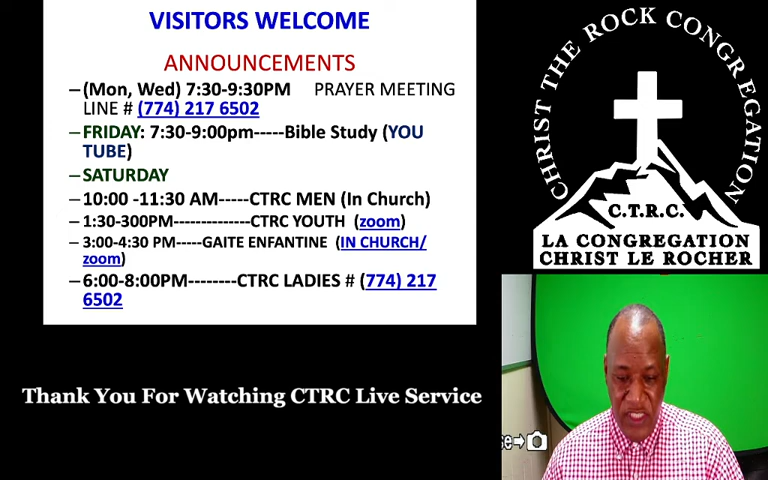 VISITORS WELCOME
ANNOUNCEMENTS
–(Mon, Wed) 7:30-9:30PM PRAYER MEETING
LINE # (774) 217 6502
–FRIDAY: 7:30-9:00pm-----Bible Study (YOU
TUBE)
–SATURDAY
–10:00 -11:30 AM-----CTRC MEN (In Church)
–1:30-300PM-------------CTRC YOUTH (zoom)
–3:00-4:30 PM-----GAITE ENFANTINE (IN CHURCH/
zoom)
–6:00-8:00PM--------CTRC LADIES # (774) 217
6502
Thank You For Watching CTRC Live Service
CHRIST THE ROCK CONGREGATION
C.T.R.C.
LA CONGREGATION
CHRIST LE ROCHER